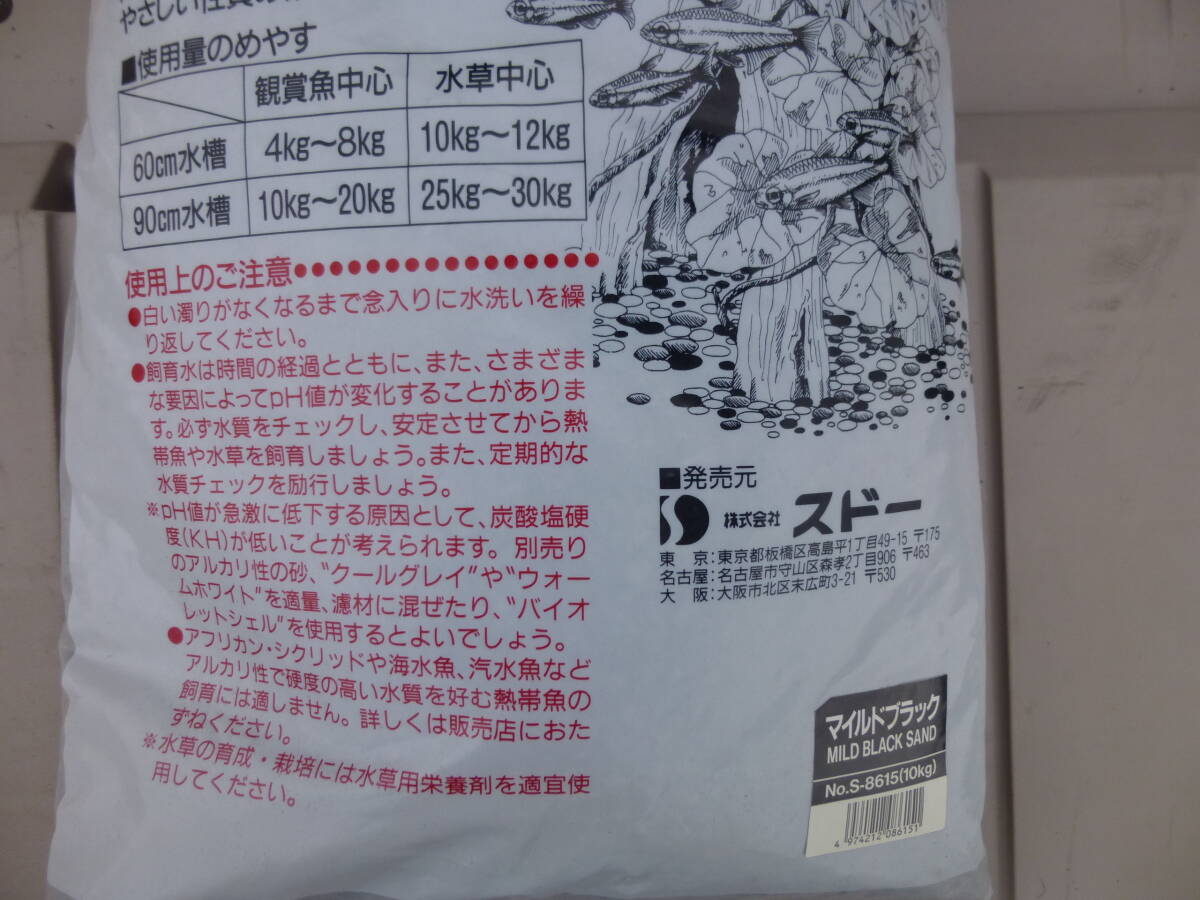 やさしい性質の
■使用量のめやす
観賞魚中心 水草中心
60cm水槽 4kg〜8kg 10kg〜12kg
90cm水槽 10kg〜20kg 25kg〜30kg
使用上のご注意●●●●●●●●●●●●●●●●
●白い濁りがなくなるまで念入りに水洗いを繰
り返してください。
●飼育水は時間の経過とともに、また、さまざま
な要因によってpH値が変化することがありま
す。必ず水質をチェックし、安定させてから熱
帯魚や水草を飼育しましょう。また、定期的な
水質チェックを励行しましょう。
※pH値が急激に低下する原因として、炭酸塩硬
度(KH)が低いことが考えられます。別売り
のアルカリ性の砂、“クールグレイ”や“ウォー
ムホワイト”を適量、濾材に混ぜたり、“バイオ
レットシェル”を使用するとよいでしょう。
●アフリカン・シクリッドや海水魚、汽水魚など
アルカリ性で硬度の高い水質を好む熱帯魚の
飼育には適しません。詳しくは販売店におた
ずねください。
※水草の育成・栽培には水草用栄養剤を適宜使
用してください。
■発売元
株式会社 スドー
東京:東京都板橋区高島平1丁目49-15 〒175
名古屋:名古屋市守山区森孝2丁目906 〒463
大阪:大阪市北区末広町3-21 〒530
マイルドブラック
MILD BLACK SAND
No.S-8615(10kg)
4 974212 086151